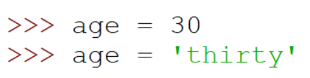 >>> age = 30
>>> age = 'thirty'